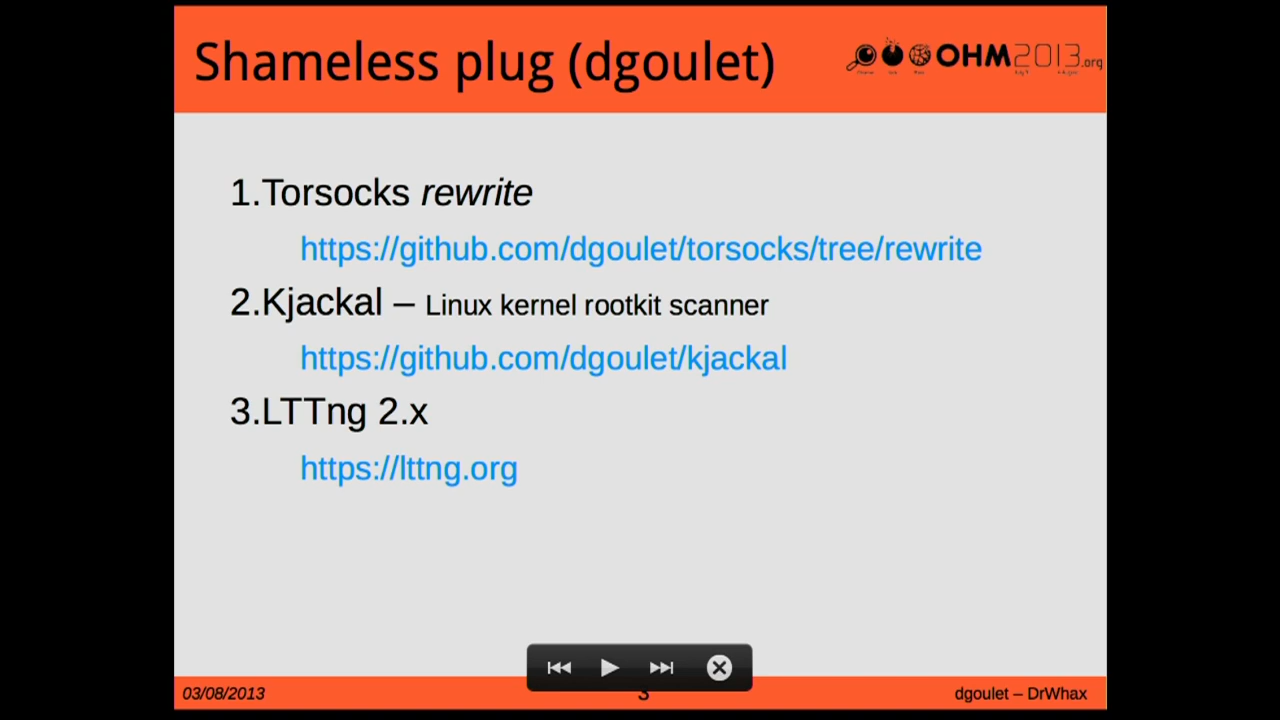 Shameless plug (dgoulet)
OHM2013.org
1.Torsocks rewrite
https://github.com/dgoulet/torsocks/tree/rewrite
2.Kjackal – Linux kernel rootkit scanner
https://github.com/dgoulet/kjackal
3.LTTng 2.x
https://lttng.org
03/08/2013
3
dgoulet – DrWhax